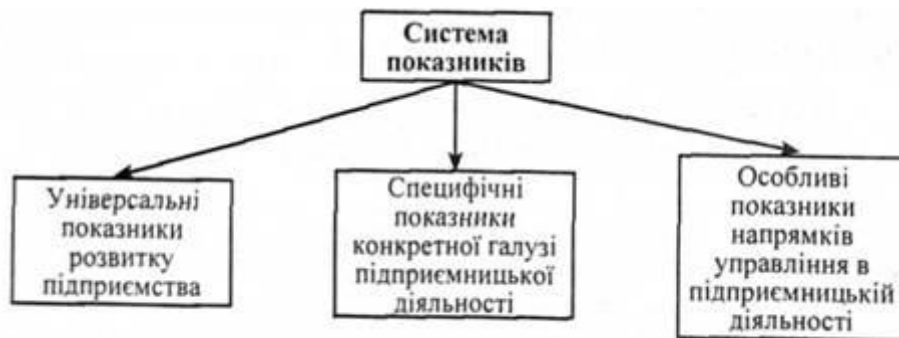 Система
показників
Універсальні
показники
розвитку
підприємства
Специфічні
показники
конкретної галузі
підприємницької
діяльності
Особливі
показники
напрямків
управління в
підприємницькій
діяльності